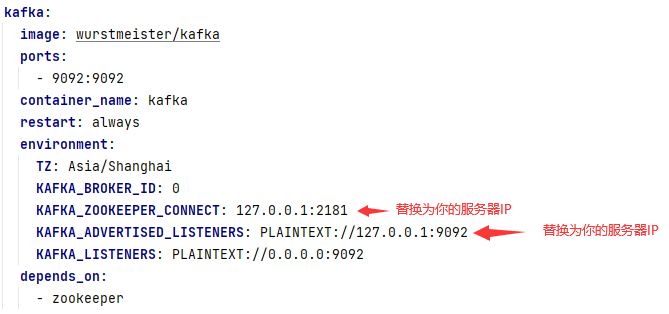 kafka:
  image: wurstmeister/kafka
  ports:
    - 9092:9092
  container_name: kafka
  restart: always
  environment:
    TZ: Asia/Shanghai
    KAFKA_BROKER_ID: 0
    KAFKA_ZOOKEEPER_CONNECT: 127.0.0.1:2181 替换为你的服务器IP
    KAFKA_ADVERTISED_LISTENERS: PLAINTEXT://127.0.0.1:9092 替换为你的服务器IP
    KAFKA_LISTENERS: PLAINTEXT://0.0.0.0:9092
  depends_on:
    - zookeeper